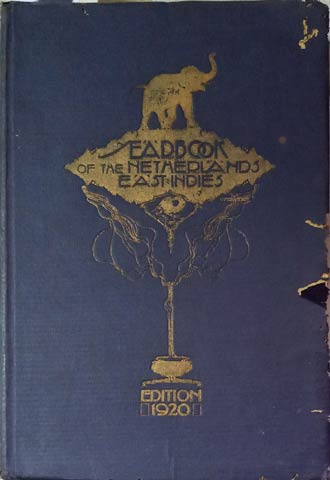 YEARBOOK
OF THE NETHERLANDS
EAST-INDIES
EDITION
1920